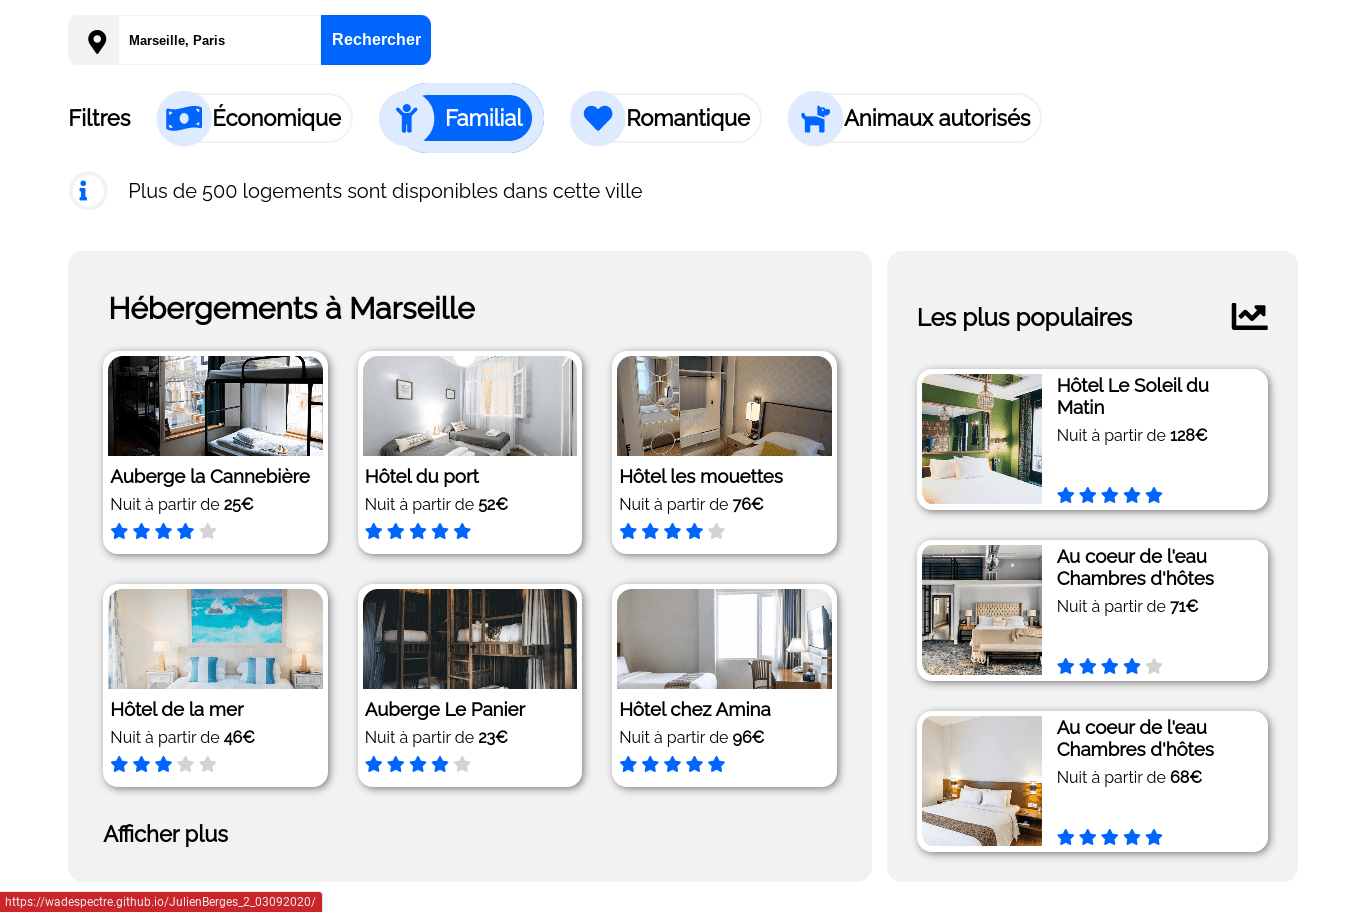 Marseille, Paris
Rechercher
Filtres
Économique
Familial
Romantique
Animaux autorisés
Plus de 500 logements sont disponibles dans cette ville
Hébergements à Marseille
Auberge la Cannebière
Nuit à partir de 25€
Hôtel du port
Nuit à partir de 52€
Hôtel les mouettes
Nuit à partir de 76€
Hôtel de la mer
Nuit à partir de 46€
Auberge Le Panier
Nuit à partir de 23€
Hôtel chez Amina
Nuit à partir de 96€
Afficher plus
Les plus populaires
Hôtel Le Soleil du
Matin
Nuit à partir de 128€
Au coeur de l'eau
Chambres d'hôtes
Nuit à partir de 71€
Au coeur de l'eau
Chambres d'hôtes
Nuit à partir de 68€
https://wadespectre.github.io/JulienBerges_2_03092020/